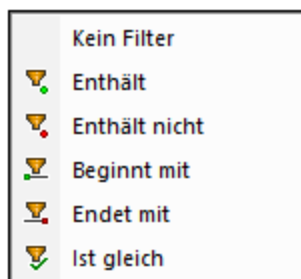 Kein Filter
Enthält
Enthält nicht
Beginnt mit
Endet mit
Ist gleich